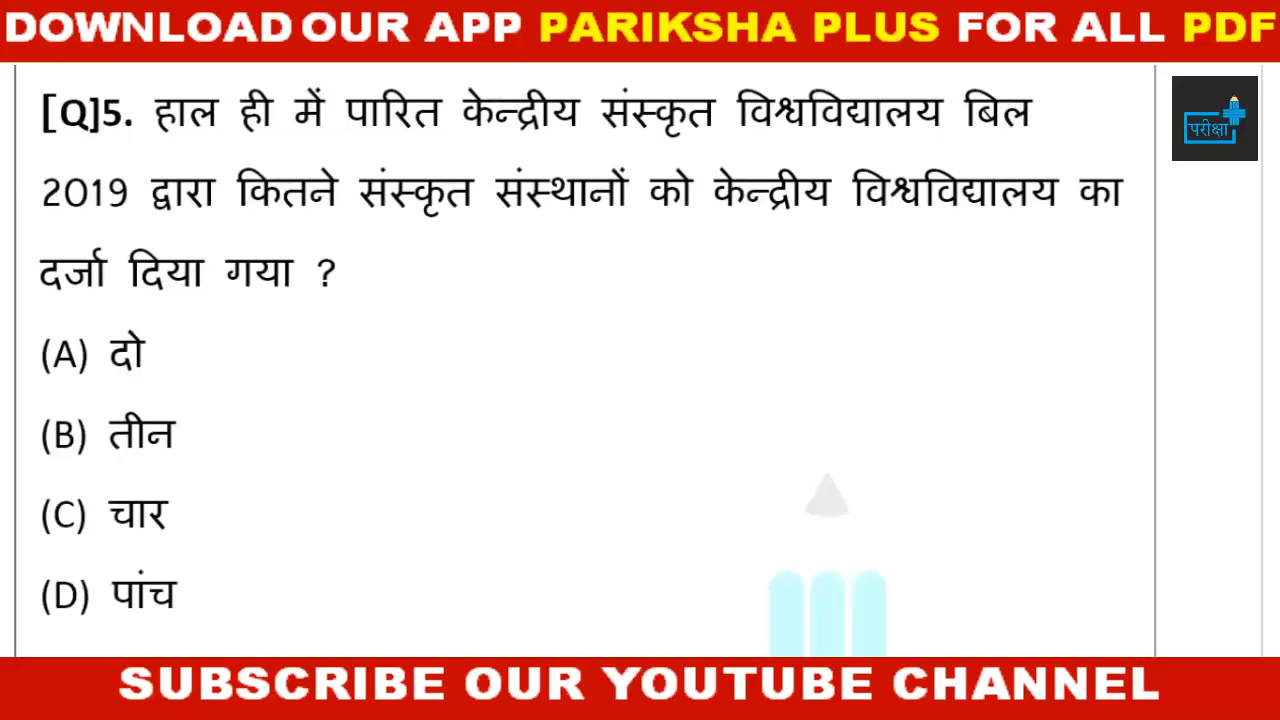 DOWNLOAD OUR APP PARIKSHA PLUS FOR ALL PDF
[Q]5. हाल ही में पारित केन्द्रीय संस्कृत विश्वविद्यालय बिल
2019 द्वारा कितने संस्कृत संस्थानों को केन्द्रीय विश्वविद्यालय का
दर्जा दिया गया ?
(A) दो
(B) तीन
(C) चार
(D) पांच
परीक्षा
SUBSCRIBE OUR YOUTUBE CHANNEL